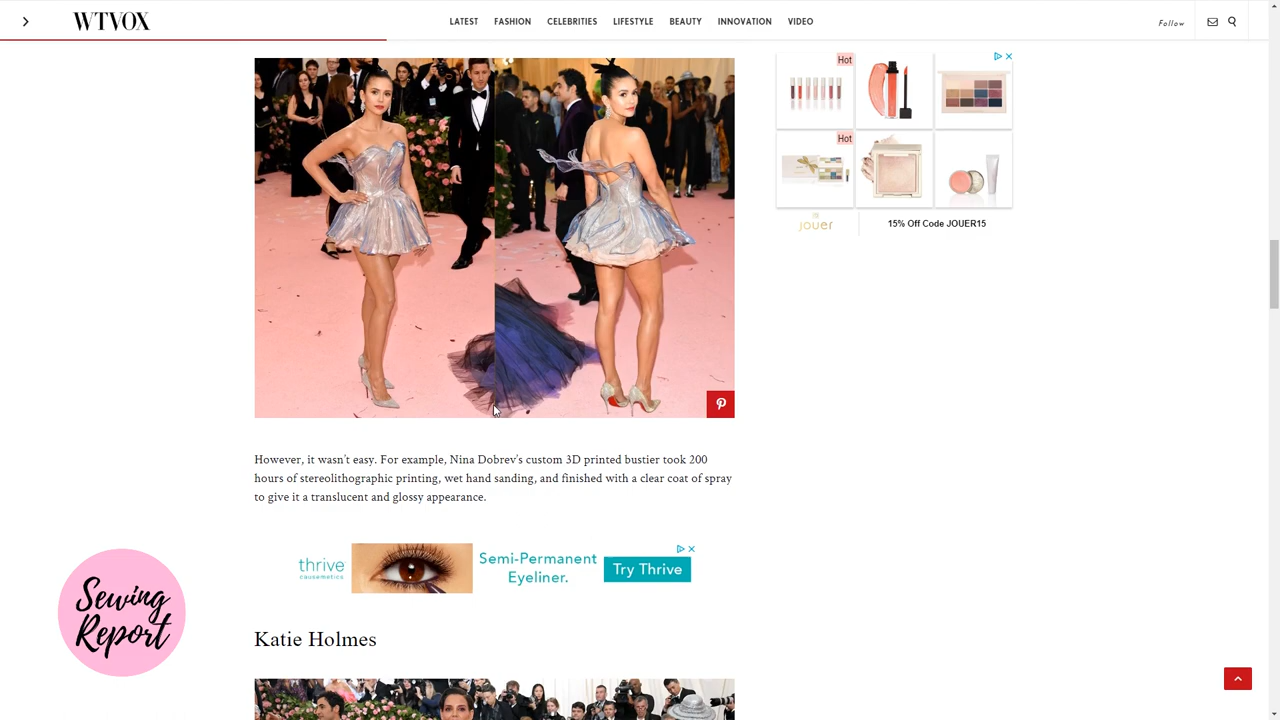 WTVOX
LATEST FASHION CELEBRITIES LIFESTYLE BEAUTY INNOVATION VIDEO
Follow
Hot
Hot
jouer
15% Off Code JOUER15
However, it wasn't easy. For example, Nina Dobrev's custom 3D printed bustier took 200
hours of stereolithographic printing, wet hand sanding, and finished with a clear coat of spray
to give it a translucent and glossy appearance.
thrive
causemetics
Semi-Permanent
Eyeliner.
Try Thrive
Sewing
Report
Katie Holmes